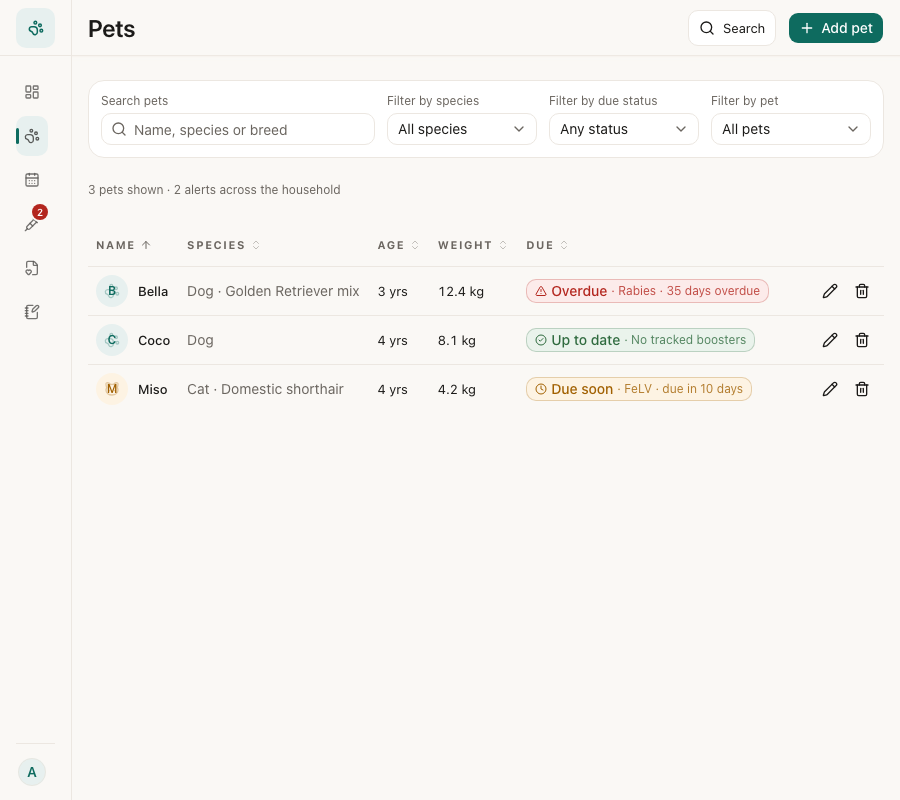 Pets
Search
Add pet
Search pets
Filter by species
Filter by due status
Filter by pet
Name, species or breed
All species
Any status
All pets
2
3 pets shown · 2 alerts across the household
NAME SPECIES AGE WEIGHT DUE
B Bella Dog · Golden Retriever mix 3 yrs 12.4 kg Overdue · Rabies · 35 days overdue
C Coco Dog 4 yrs 8.1 kg Up to date · No tracked boosters
M Miso Cat · Domestic shorthair 4 yrs 4.2 kg Due soon · FeLV · due in 10 days
A